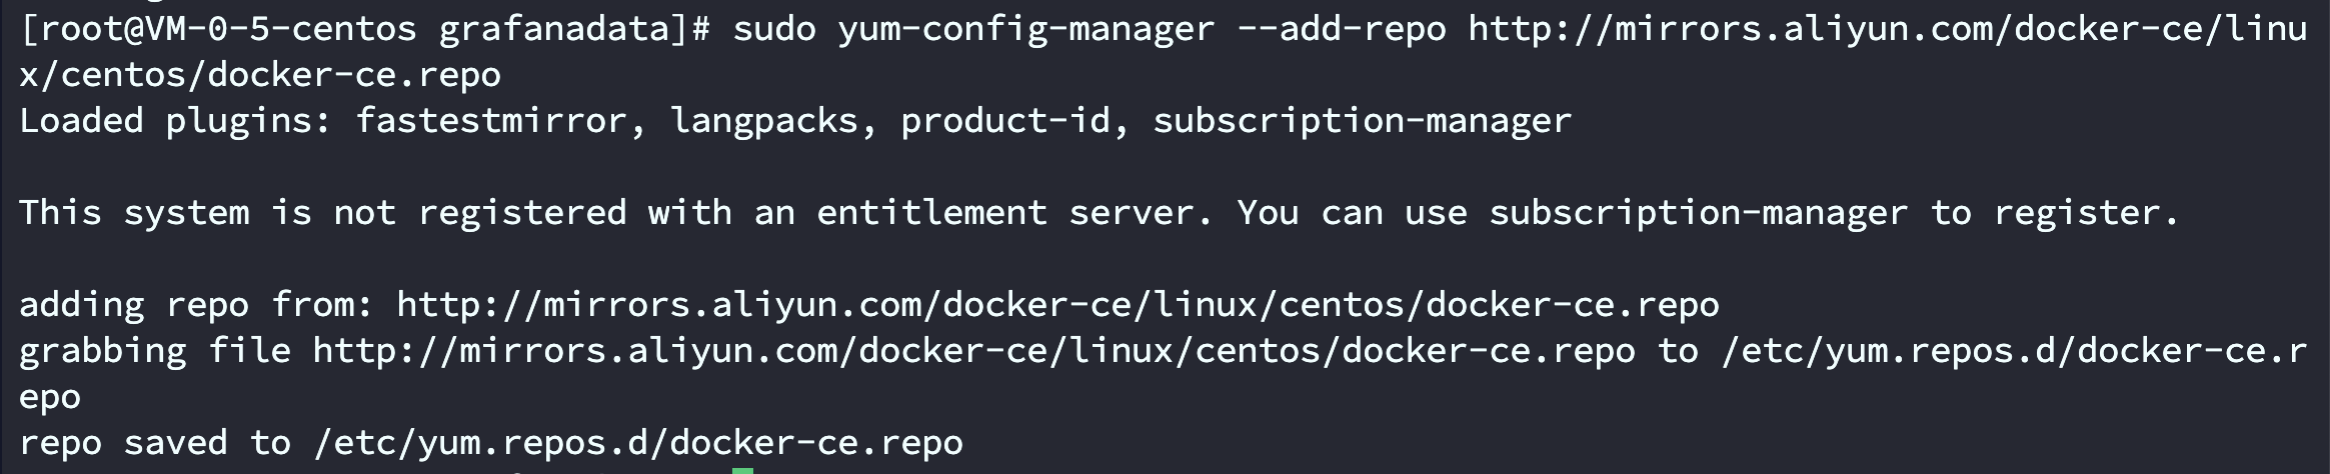 [root@VM-0-5-centos grafanadata]# sudo yum-config-manager --add-repo http://mirrors.aliyun.com/docker-ce/linu
x/centos/docker-ce.repo
Loaded plugins: fastestmirror, langpacks, product-id, subscription-manager
This system is not registered with an entitlement server. You can use subscription-manager to register.
adding repo from: http://mirrors.aliyun.com/docker-ce/linux/centos/docker-ce.repo
grabbing file http://mirrors.aliyun.com/docker-ce/linux/centos/docker-ce.repo to /etc/yum.repos.d/docker-ce.r
epo
repo saved to /etc/yum.repos.d/docker-ce.repo